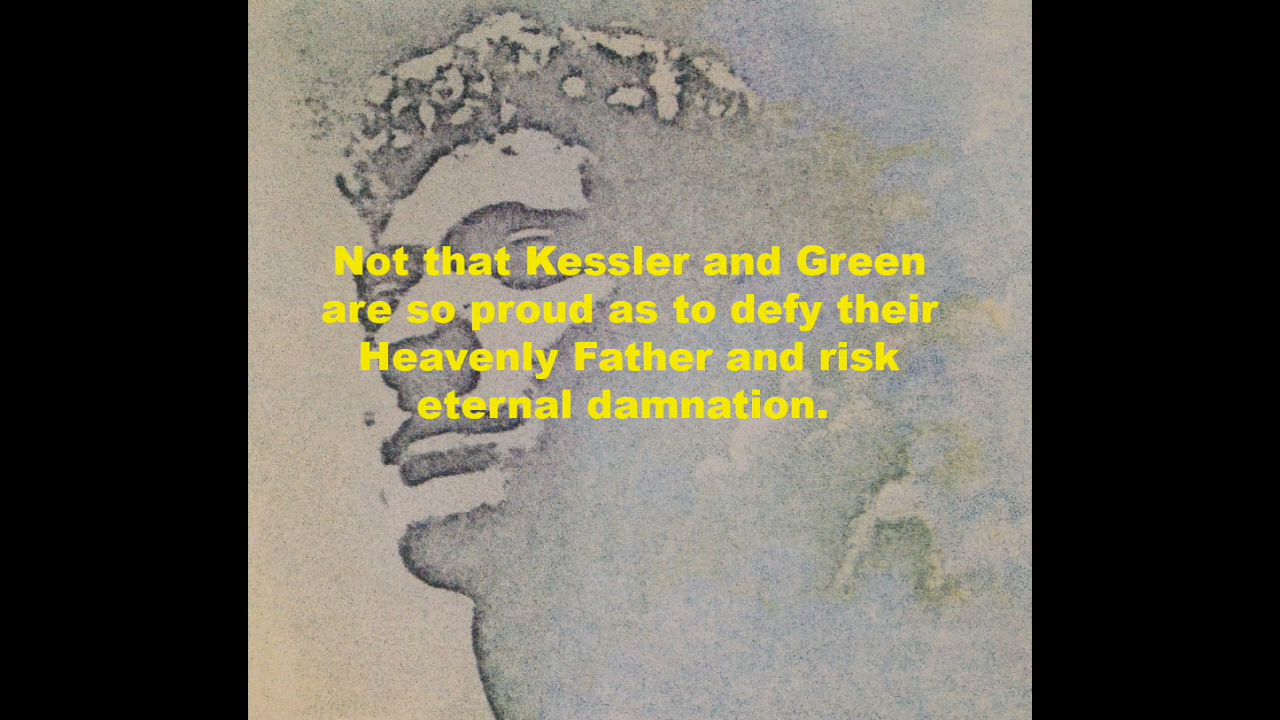 Not that Kessler and Green
are so proud as to defy their
Heavenly Father and risk
eternal damnation.